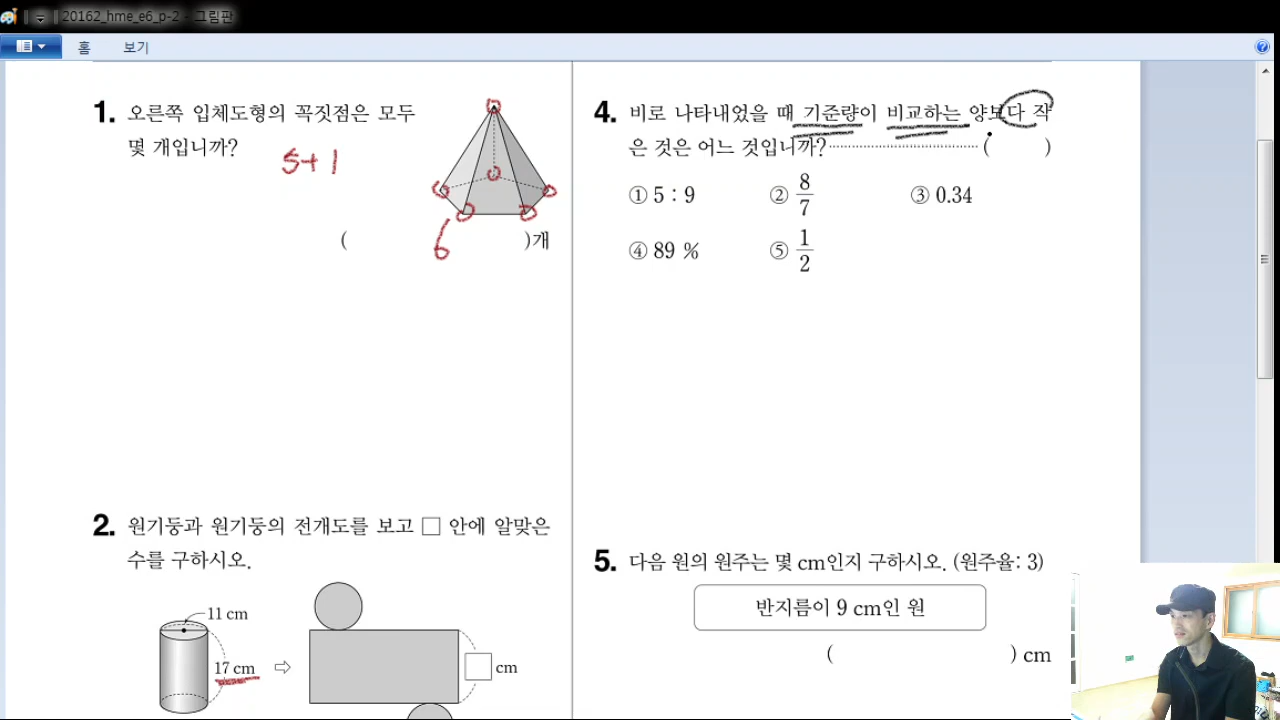 20162_hme_e6_p-2 - 그림판
홈 보기
1. 오른쪽 입체도형의 꼭짓점은 모두
몇 개입니까?
5+1
( 6 )개
2. 원기둥과 원기둥의 전개도를 보고 □ 안에 알맞은
수를 구하시오.
11 cm
17 cm ⇨ □ cm
4. 비로 나타내었을 때 기준량이 비교하는 양보다 작
은 것은 어느 것입니까? ( )
① 5 : 9 ② 8/7 ③ 0.34
④ 89 % ⑤ 1/2
5. 다음 원의 원주는 몇 cm인지 구하시오. (원주율: 3)
반지름이 9 cm인 원
( ) cm